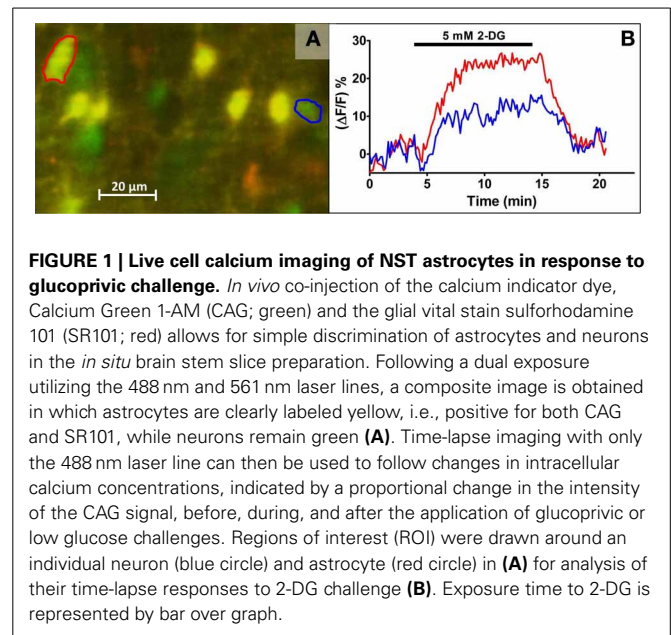 A
20 µm
B
5 mM 2-DG
(ΔF/F) %
30
20
10
0
0 5 10 15 20
Time (min)
FIGURE 1 | Live cell calcium imaging of NST astrocytes in response to
glucoprivic challenge. In vivo co-injection of the calcium indicator dye,
Calcium Green 1-AM (CAG; green) and the glial vital stain sulforhodamine
101 (SR101; red) allows for simple discrimination of astrocytes and neurons
in the in situ brain stem slice preparation. Following a dual exposure
utilizing the 488 nm and 561 nm laser lines, a composite image is obtained
in which astrocytes are clearly labeled yellow, i.e., positive for both CAG
and SR101, while neurons remain green (A). Time-lapse imaging with only
the 488 nm laser line can then be used to follow changes in intracellular
calcium concentrations, indicated by a proportional change in the intensity
of the CAG signal, before, during, and after the application of glucoprivic or
low glucose challenges. Regions of interest (ROI) were drawn around an
individual neuron (blue circle) and astrocyte (red circle) in (A) for analysis of
their time-lapse responses to 2-DG challenge (B). Exposure time to 2-DG is
represented by bar over graph.